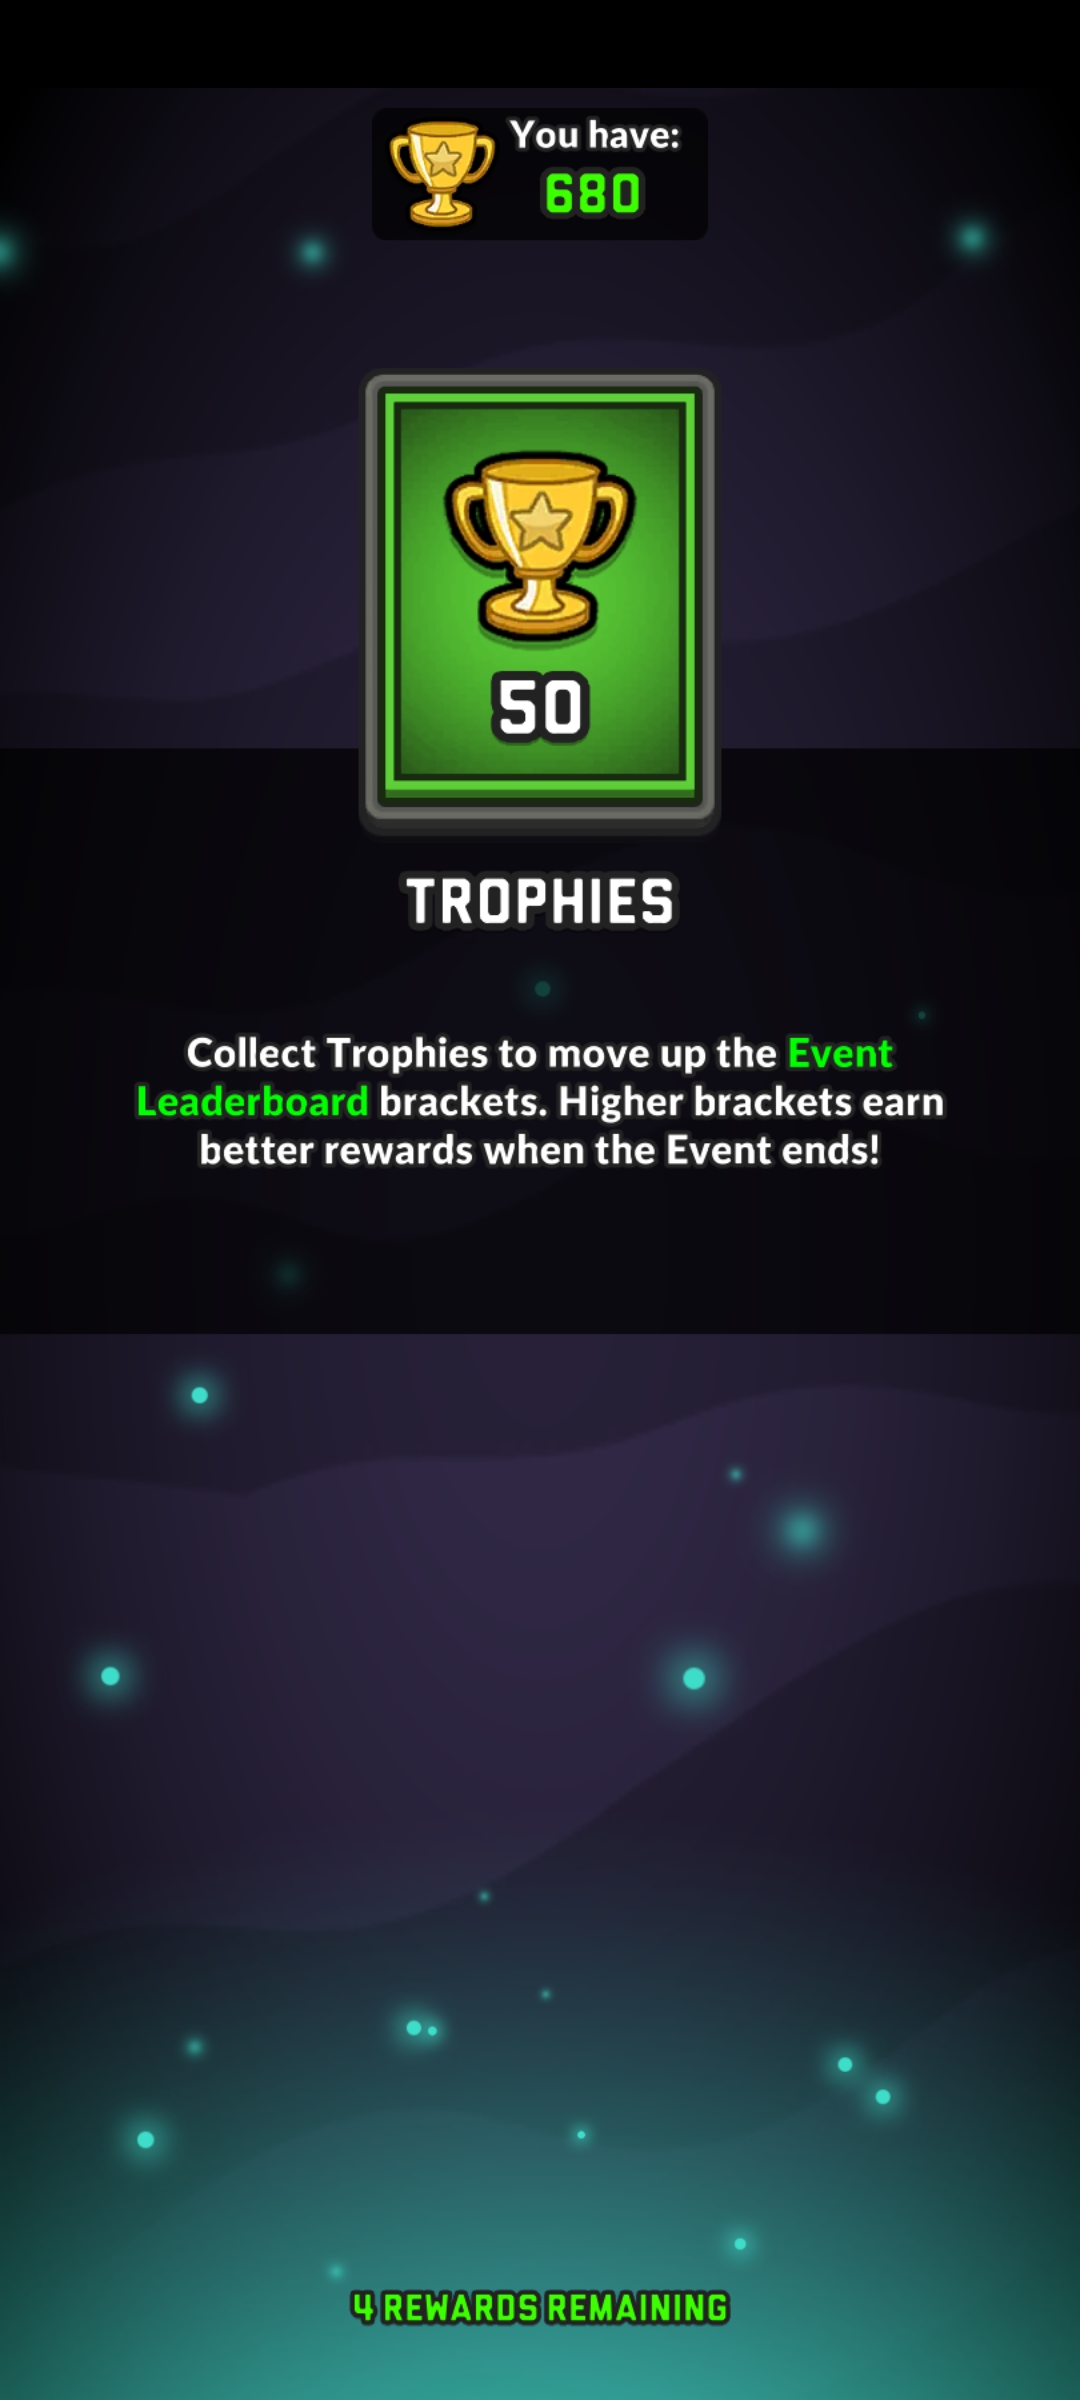 You have:
680
50
TROPHIES
Collect Trophies to move up the Event
Leaderboard brackets. Higher brackets earn
better rewards when the Event ends!
4 REWARDS REMAINING